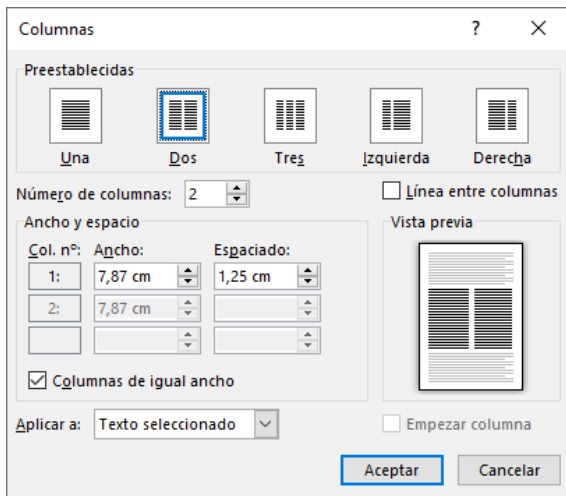 Columnas ?
Preestablecidas
Una Dos Tres Izquierda Derecha
Número de columnas: 2 Línea entre columnas
Ancho y espacio Vista previa
Col. nº: Ancho: Espaciado:
1: 7,87 cm 1,25 cm
2: 7,87 cm
Columnas de igual ancho
Aplicar a: Texto seleccionado Empezar columna
Aceptar Cancelar